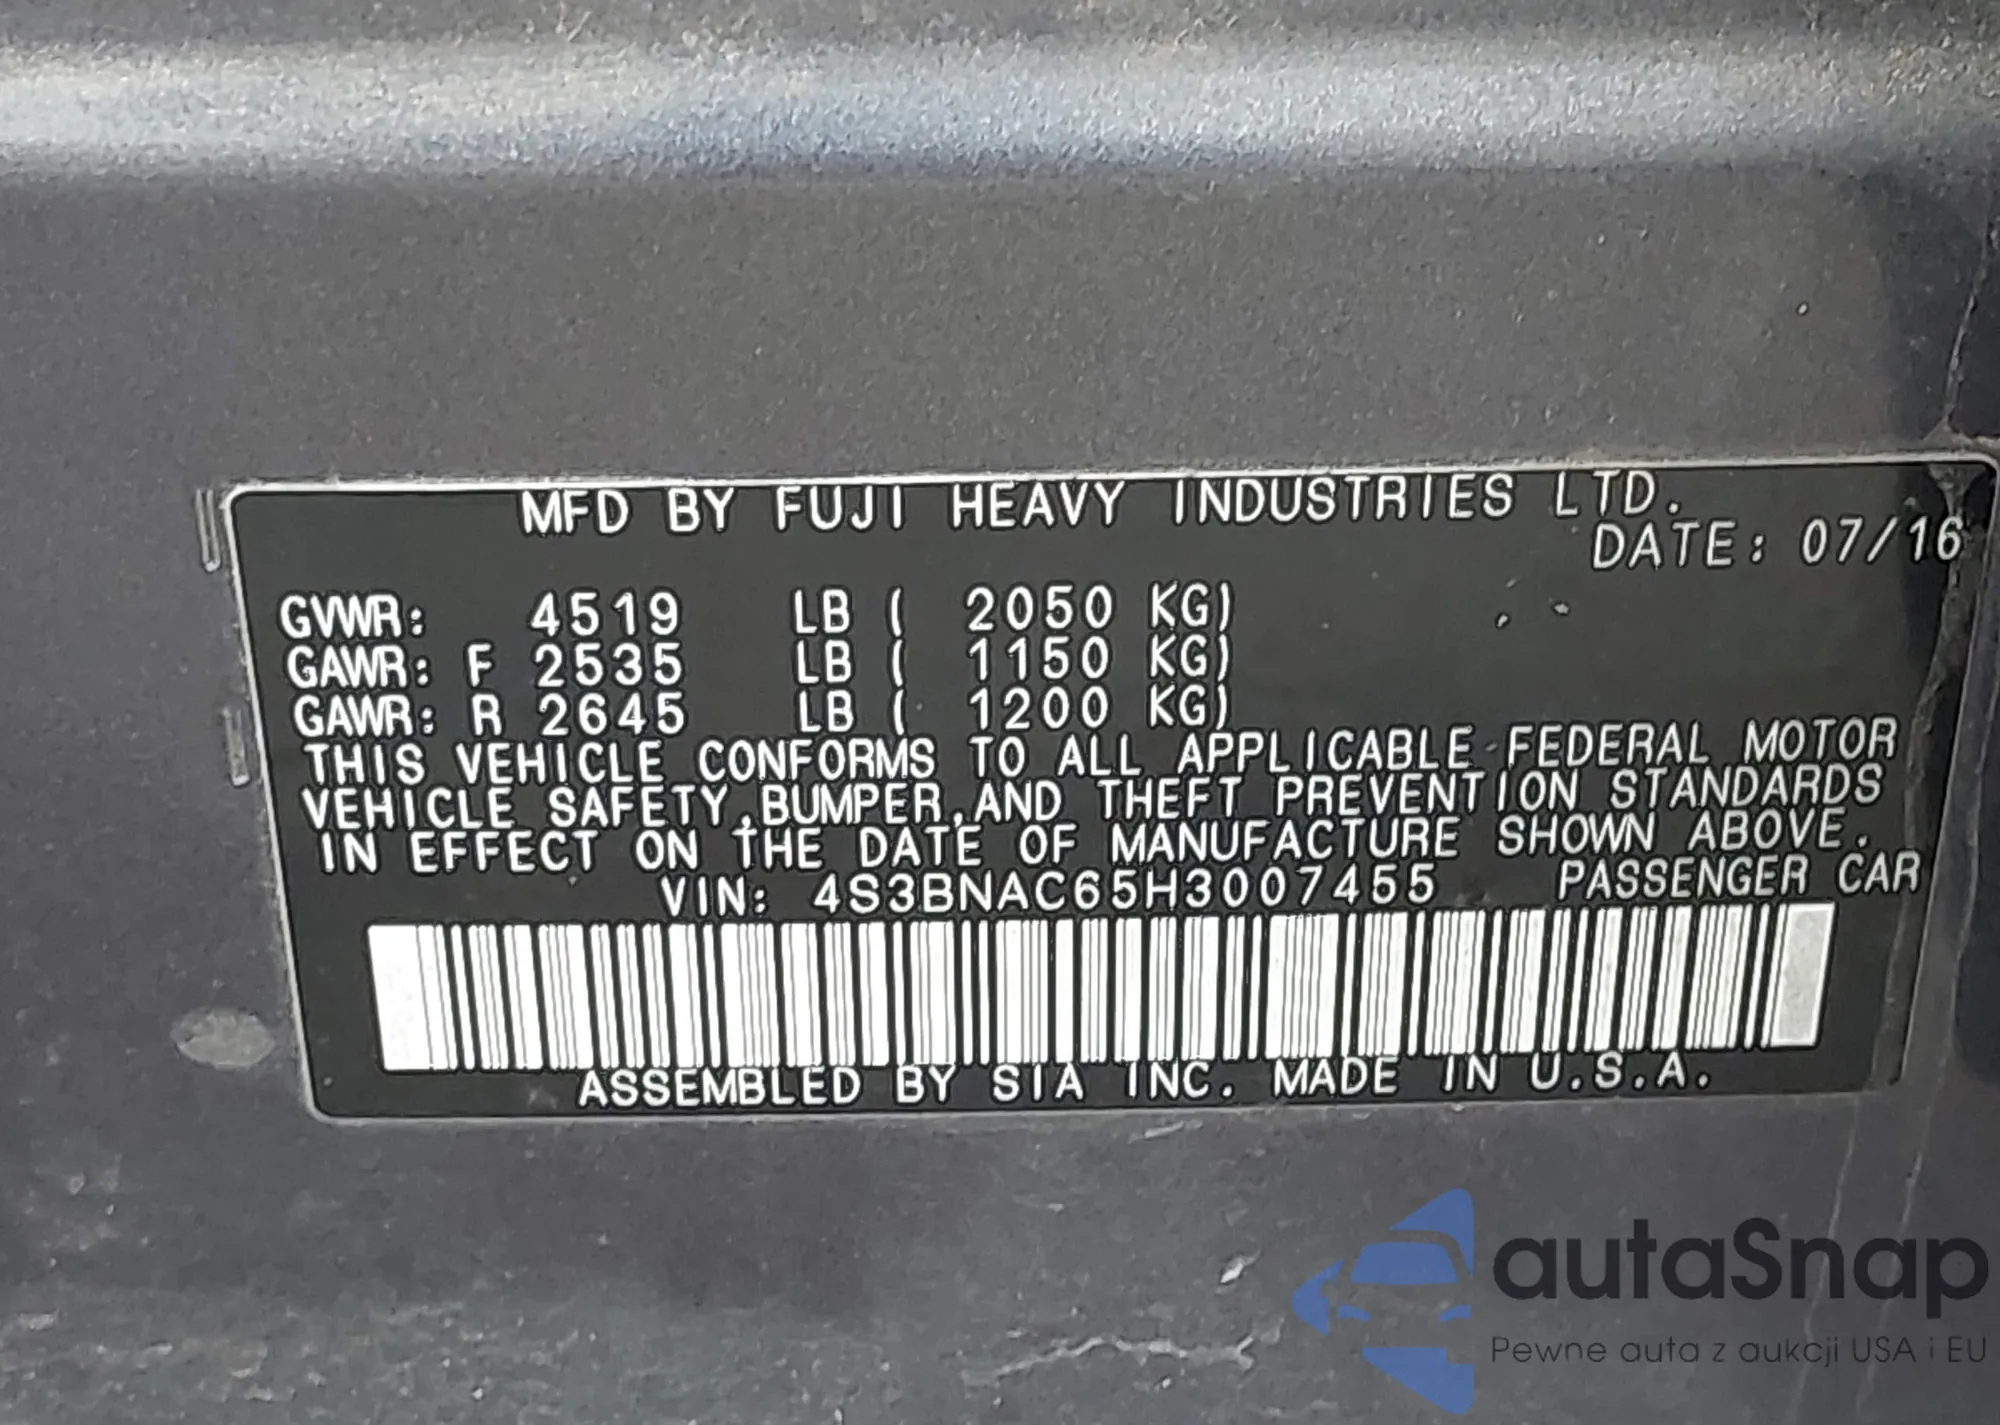 MFD BY FUJI HEAVY INDUSTRIES LTD.
DATE: 07/16
GVWR: 4519 LB ( 2050 KG)
GAWR: F 2535 LB ( 1150 KG)
GAWR: R 2645 LB ( 1200 KG)
THIS VEHICLE CONFORMS TO ALL APPLICABLE FEDERAL MOTOR
VEHICLE SAFETY,BUMPER,AND THEFT PREVENTION STANDARDS
IN EFFECT ON THE DATE OF MANUFACTURE SHOWN ABOVE.
VIN: 4S3BNAC65H3007455 PASSENGER CAR
ASSEMBLED BY SIA INC. MADE IN U.S.A.
autaSnap
Pewne auta z aukcji USA i EU